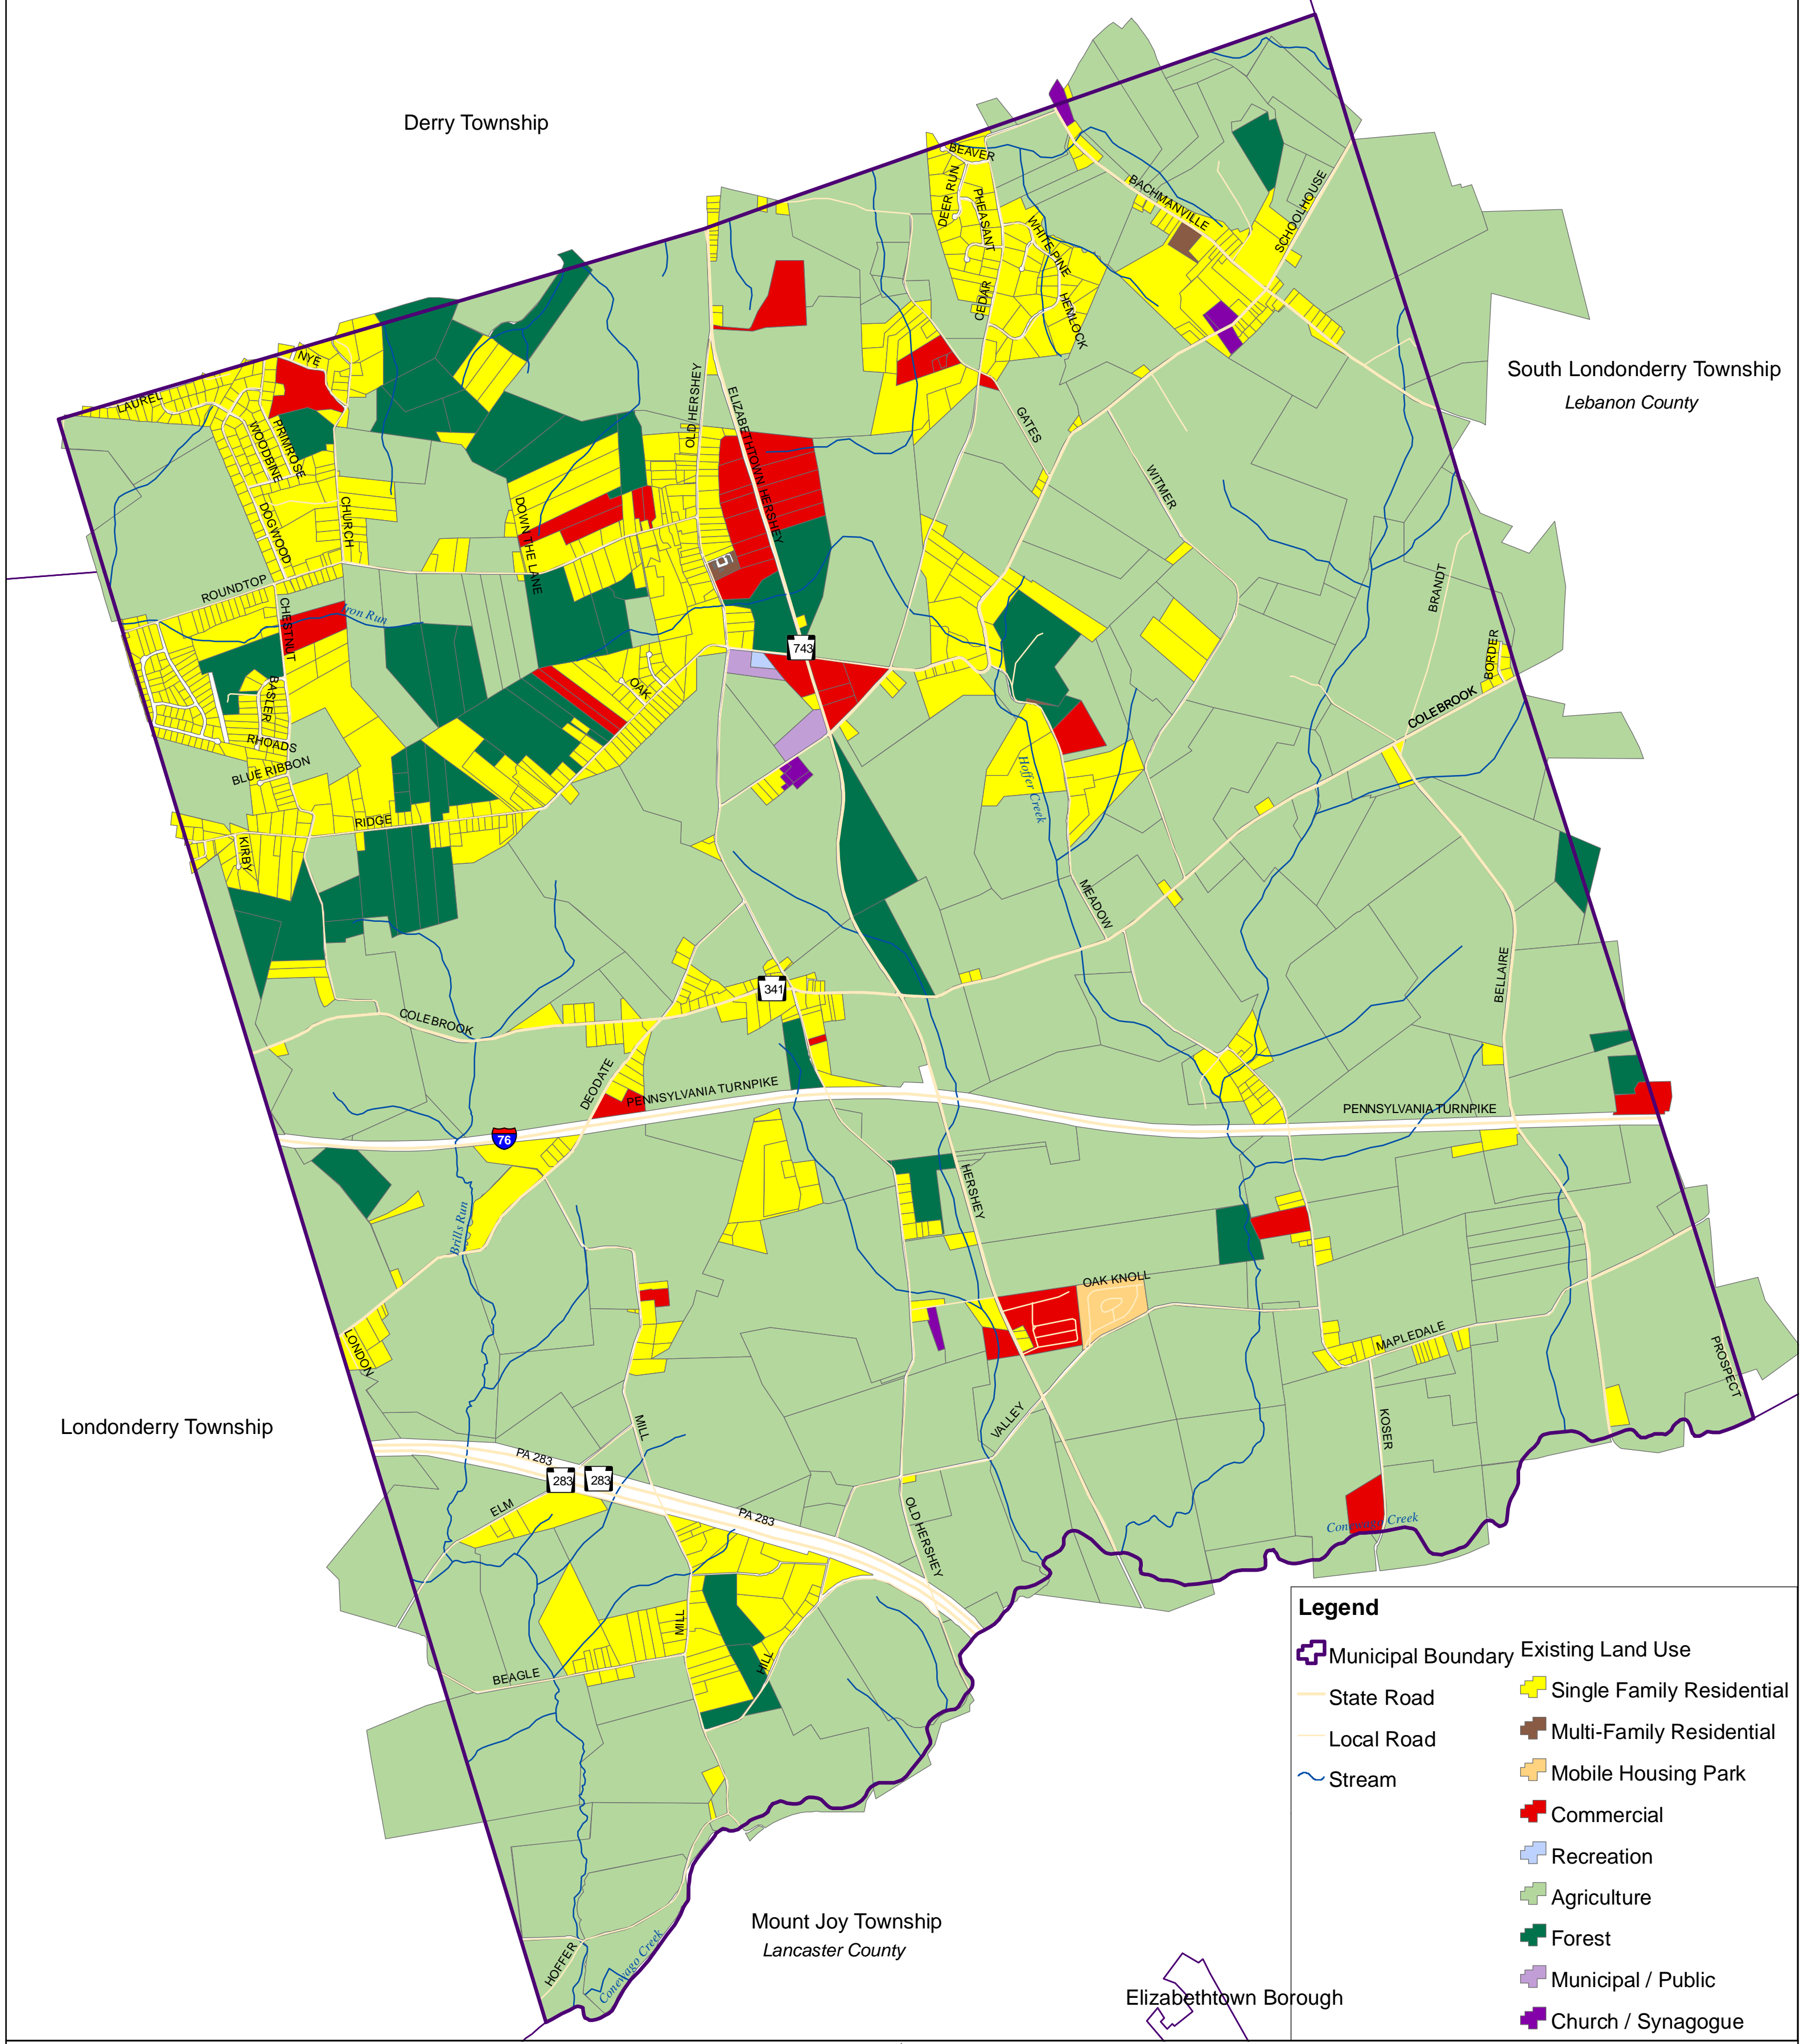 Derry Township
BEAVER
DEER RUN
PHEASANT
BACHMANVILLE
SCHOOLHOUSE
WHITE PINE
CEDAR
HEMLOCK
South Londonderry Township
Lebanon County
NYE
LAUREL
WOODBINE
PRIMROSE
DOGWOOD
CHURCH
OLD HERSHEY
ELIZABETHTOWN HERSHEY
GATES
WITMER
DOWN THE LANE
ROUNDTOP
CHESTNUT
Iron Run
BRANDT
BORDER
743
COLEBROOK
OAK
BASLER
RHOADS
BLUE RIBBON
RIDGE
KIRBY
Hoffer Creek
MEADOW
BELLAIRE
341
COLEBROOK
DEODATE
PENNSYLVANIA TURNPIKE
PENNSYLVANIA TURNPIKE
76
HERSHEY
Brills Run
OAK KNOLL
LONDON
MAPLEDALE
PROSPECT
Londonderry Township
MILL
VALLEY
KOSER
PA 283
283
283
ELM
PA 283
OLD HERSHEY
Conewago Creek
MILL
HILL
BEAGLE
HOFFER
Conewago Creek
Mount Joy Township
Lancaster County
Elizabethtown Borough
Legend
Municipal Boundary
State Road
Local Road
Stream
Existing Land Use
Single Family Residential
Multi-Family Residential
Mobile Housing Park
Commercial
Recreation
Agriculture
Forest
Municipal / Public
Church / Synagogue